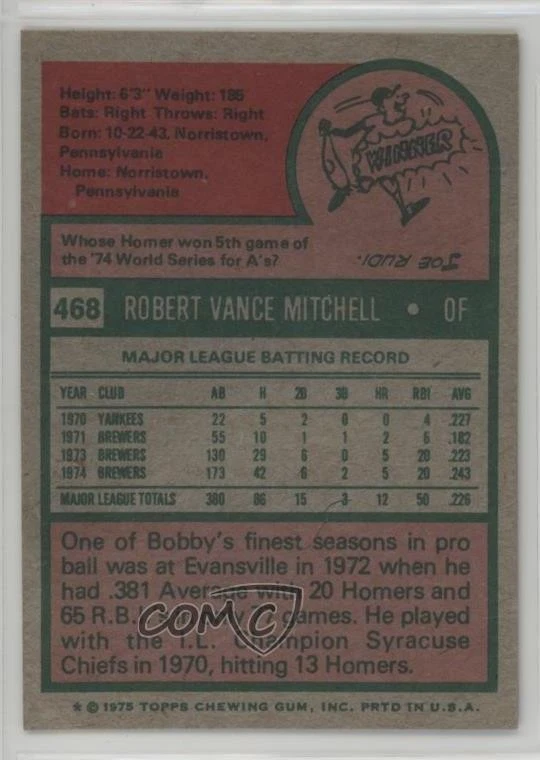 Height: 6'3" Weight: 185
Bats: Right Throws: Right
Born: 10-22-43, Norristown,
Pennsylvania
Home: Norristown,
Pennsylvania
WINNER
Whose Homer won 5th game of
the '74 World Series for A's?
JOE RUDI.
468 ROBERT VANCE MITCHELL • OF
MAJOR LEAGUE BATTING RECORD
YEAR CLUB AB H 2B 3B HR RBI AVG
1970 YANKEES 22 5 2 0 0 4 .227
1971 BREWERS 55 10 1 1 2 6 .182
1973 BREWERS 130 29 6 0 5 20 .223
1974 BREWERS 173 42 6 2 5 20 .243
MAJOR LEAGUE TOTALS 380 86 15 3 12 50 .226
One of Bobby's finest seasons in pro
ball was at Evansville in 1972 when he
had .381 Average with 20 Homers and
65 R.B.I. games. He played
with the I.L. Champion Syracuse
Chiefs in 1970, hitting 13 Homers.
COMC
* © 1975 TOPPS CHEWING GUM, INC. PRTD IN U.S.A.